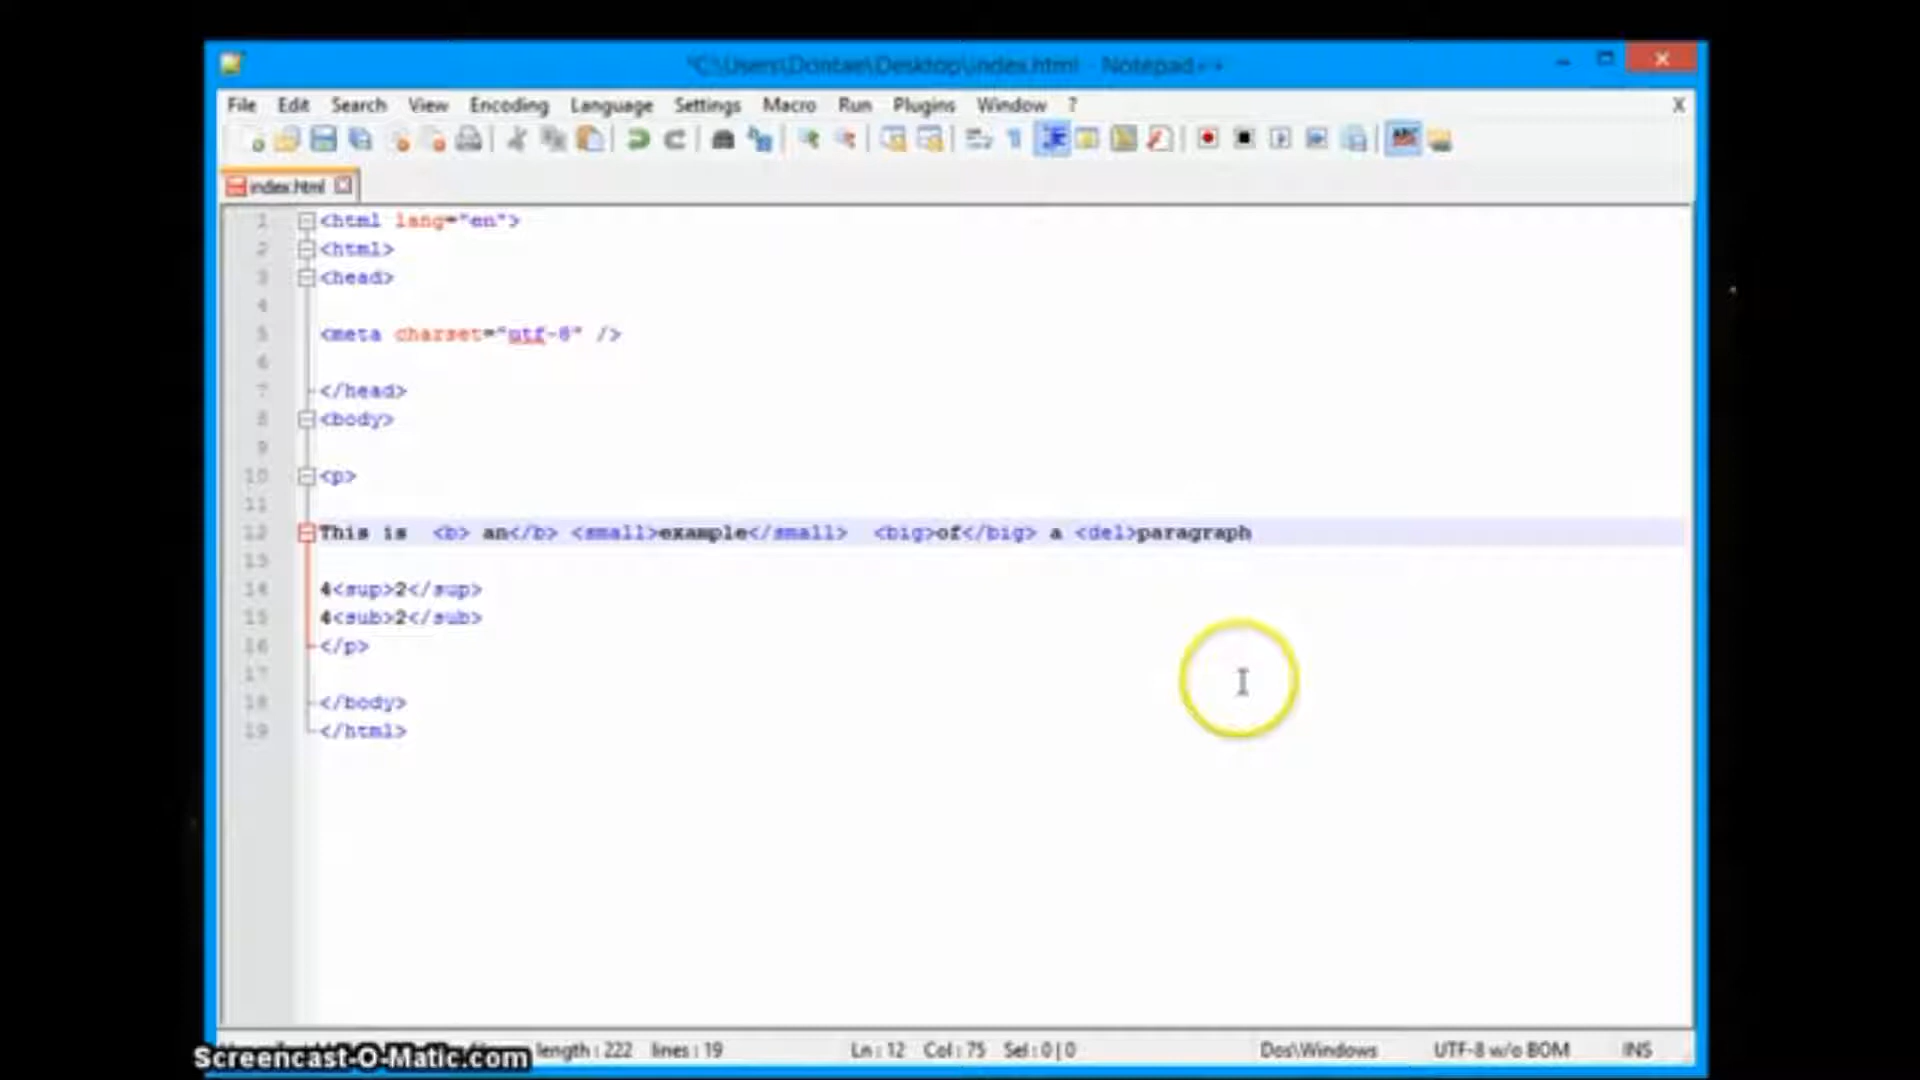 *C:\Users\Dontae\Desktop\index.html - Notepad++
File Edit Search View Encoding Language Settings Macro Run Plugins Window ? X
index.html
1 <html lang="en">
2 <html>
3 <head>
4
5 <meta charset="utf-8" />
6
7 </head>
8 <body>
9
10 <p>
11
12 This is  <b> an</b> <small>example</small>  <big>of</big> a <del>paragraph
13
14 4<sup>2</sup>
15 4<sub>2</sub>
16 </p>
17
18 </body>
19 </html>
Screencast-O-Matic.com length : 222 lines : 19 Ln : 12 Col : 75 Sel : 0 | 0 Dos\Windows UTF-8 w/o BOM INS